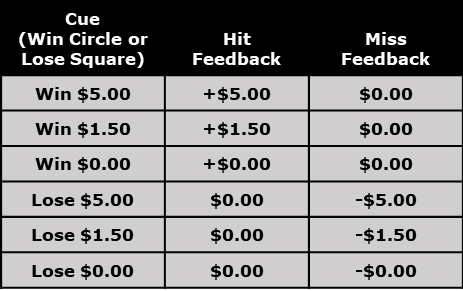 Cue
(Win Circle or
Lose Square)
Hit
Feedback
Miss
Feedback
Win $5.00 +$5.00 $0.00
Win $1.50 +$1.50 $0.00
Win $0.00 +$0.00 $0.00
Lose $5.00 $0.00 -$5.00
Lose $1.50 $0.00 -$1.50
Lose $0.00 $0.00 -$0.00